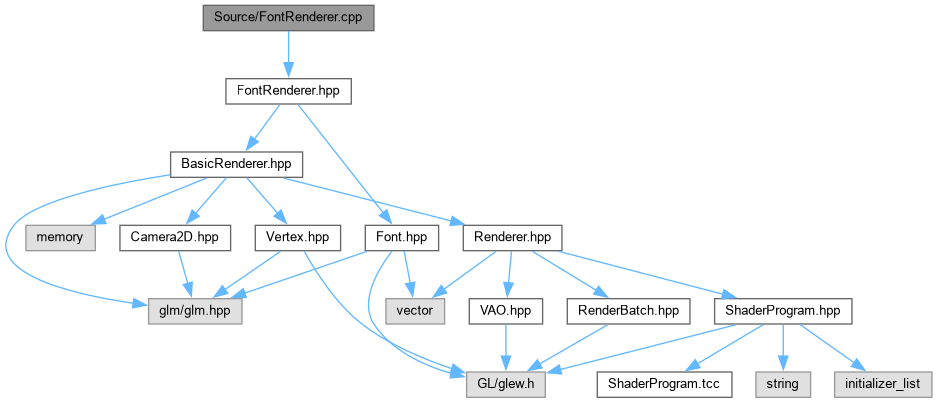 Source/FontRenderer.cpp
FontRenderer.hpp
BasicRenderer.hpp
memory
Camera2D.hpp
Vertex.hpp
Font.hpp
Renderer.hpp
glm/glm.hpp
vector
VAO.hpp
RenderBatch.hpp
ShaderProgram.hpp
GL/glew.h
ShaderProgram.tcc
string
initializer_list